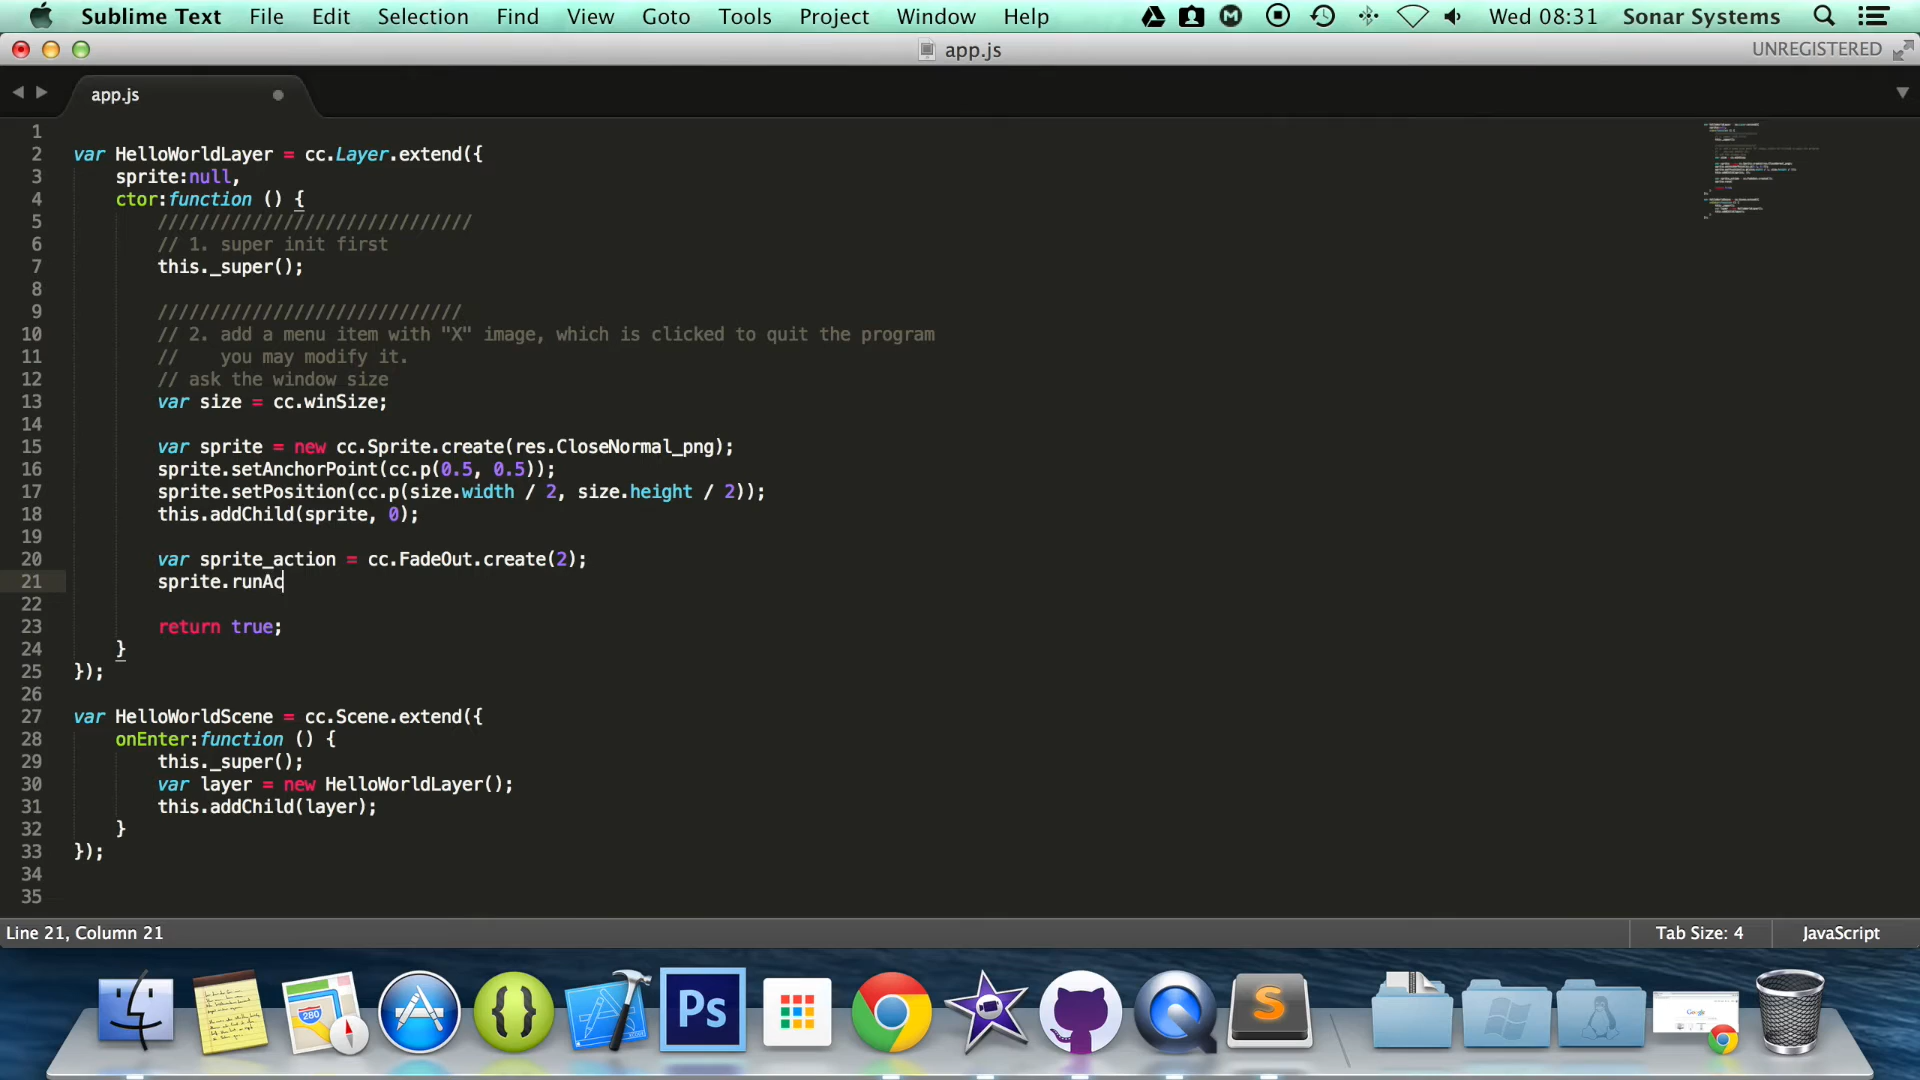 Sublime Text File Edit Selection Find View Goto Tools Project Window Help Wed 08:31 Sonar Systems
app.js UNREGISTERED
app.js
1
2 var HelloWorldLayer = cc.Layer.extend({
3 sprite:null,
4 ctor:function () {
5 //////////////////////////////
6 // 1. super init first
7 this._super();
8
9 /////////////////////////////
10 // 2. add a menu item with "X" image, which is clicked to quit the program
11 // you may modify it.
12 // ask the window size
13 var size = cc.winSize;
14
15 var sprite = new cc.Sprite.create(res.CloseNormal_png);
16 sprite.setAnchorPoint(cc.p(0.5, 0.5));
17 sprite.setPosition(cc.p(size.width / 2, size.height / 2));
18 this.addChild(sprite, 0);
19
20 var sprite_action = cc.FadeOut.create(2);
21 sprite.runAc
22
23 return true;
24 }
25 });
26
27 var HelloWorldScene = cc.Scene.extend({
28 onEnter:function () {
29 this._super();
30 var layer = new HelloWorldLayer();
31 this.addChild(layer);
32 }
33 });
34
35
Line 21, Column 21 Tab Size: 4 JavaScript
280 { } Ps S Google